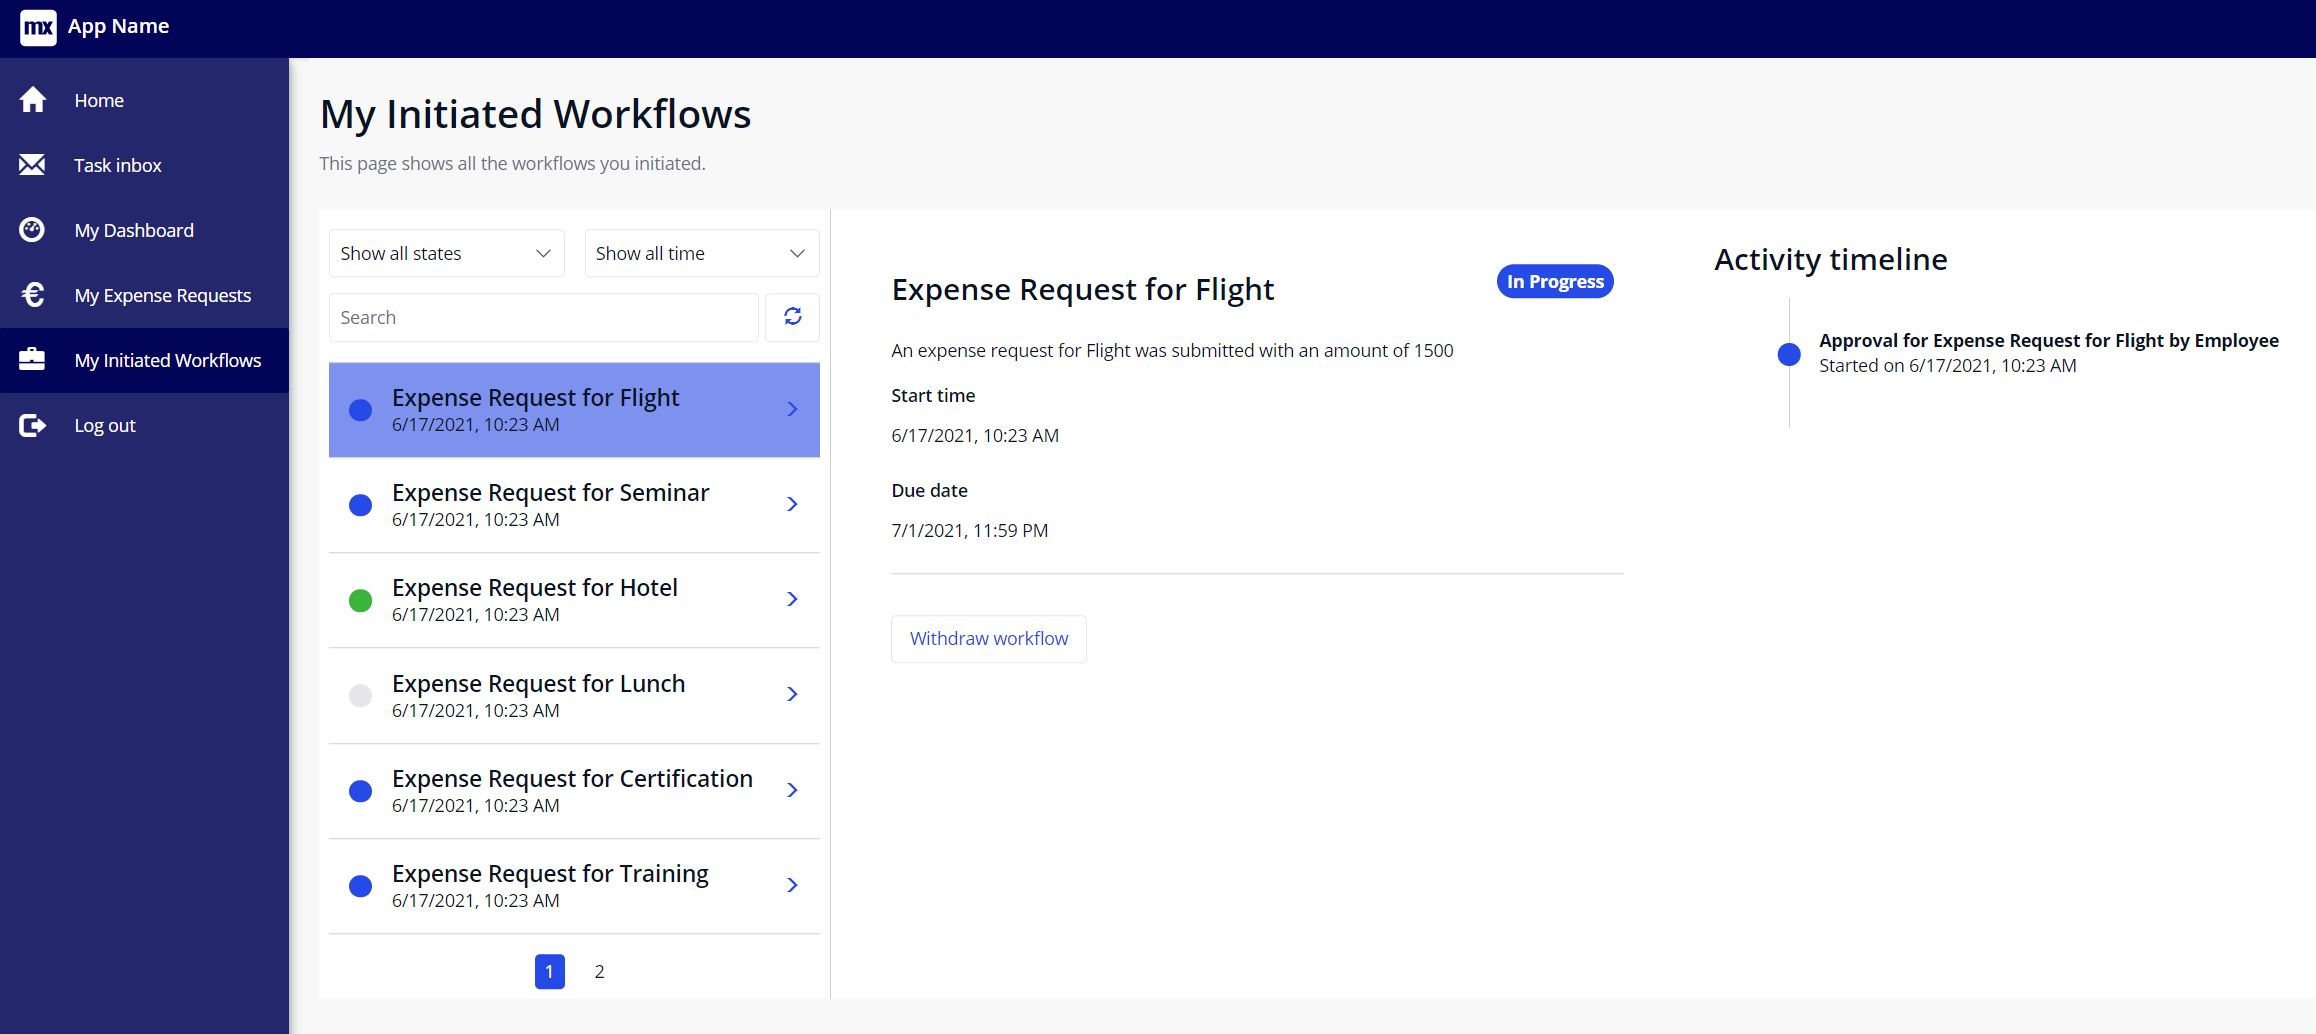 mx App Name
Home
Task inbox
My Dashboard
My Expense Requests
My Initiated Workflows
Log out
My Initiated Workflows
This page shows all the workflows you initiated.
Show all states
Show all time
Search
Expense Request for Flight
6/17/2021, 10:23 AM
Expense Request for Seminar
6/17/2021, 10:23 AM
Expense Request for Hotel
6/17/2021, 10:23 AM
Expense Request for Lunch
6/17/2021, 10:23 AM
Expense Request for Certification
6/17/2021, 10:23 AM
Expense Request for Training
6/17/2021, 10:23 AM
1 2
Expense Request for Flight
In Progress
An expense request for Flight was submitted with an amount of 1500
Start time
6/17/2021, 10:23 AM
Due date
7/1/2021, 11:59 PM
Withdraw workflow
Activity timeline
Approval for Expense Request for Flight by Employee
Started on 6/17/2021, 10:23 AM